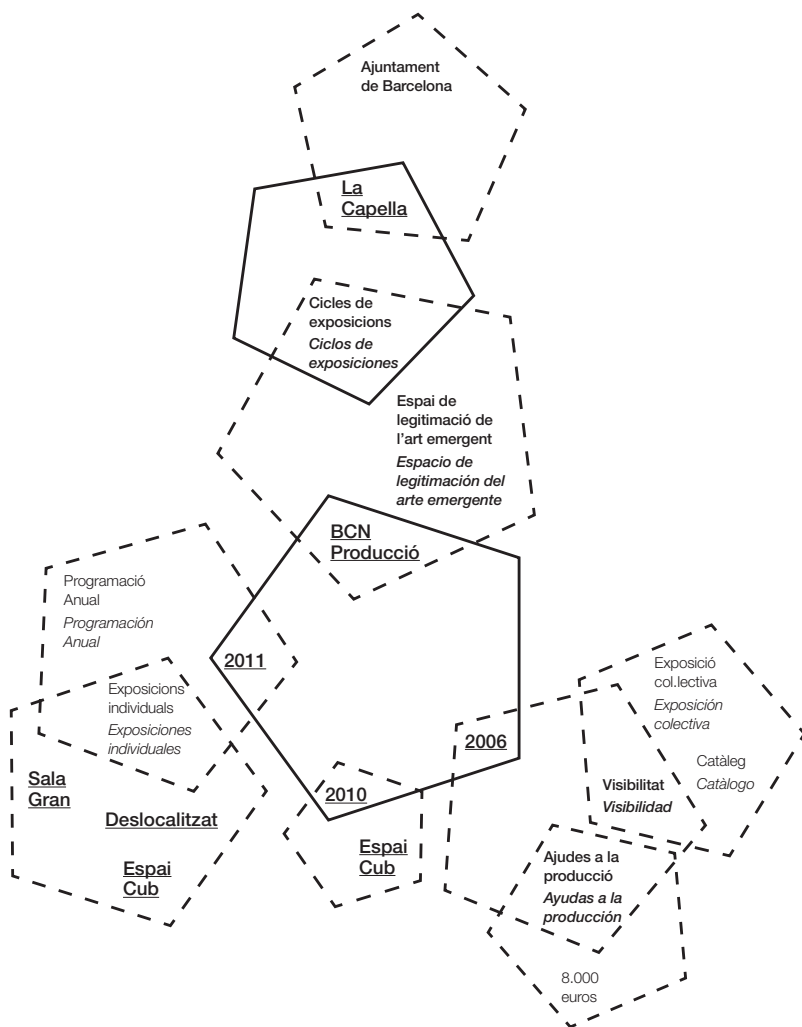 Ajuntament
de Barcelona
La
Capella
Cicles de
exposicions
Ciclos de
exposiciones
Espai de
legitimació de
l'art emergent
Espacio de
legitimación del
arte emergente
BCN
Producció
Programació
Anual
Programación
Anual
2011
Exposicions
individuals
Exposiciones
individuales
Sala
Gran
Deslocalitzat
Espai
Cub
2010
Espai
Cub
2006
Exposició
col.lectiva
Exposición
colectiva
Catàleg
Catàlogo
Visibilitat
Visibilidad
Ajudes a la
producció
Ayudas a la
producción
8.000
euros